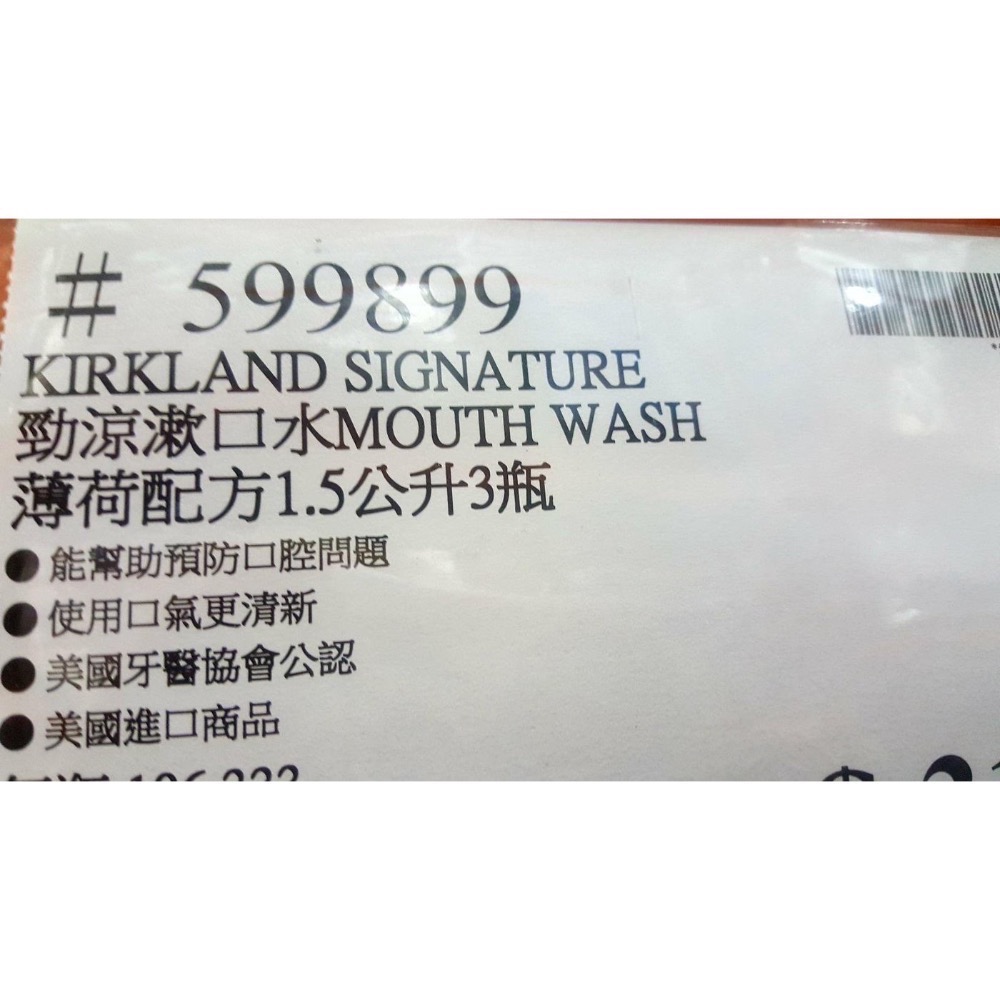 # 599899
KIRKLAND SIGNATURE
勁涼漱口水MOUTH WASH
薄荷配方1.5公升3瓶
●能幫助預防口腔問題
●使用口氣更清新
●美國牙醫協會公認
●美國進口商品